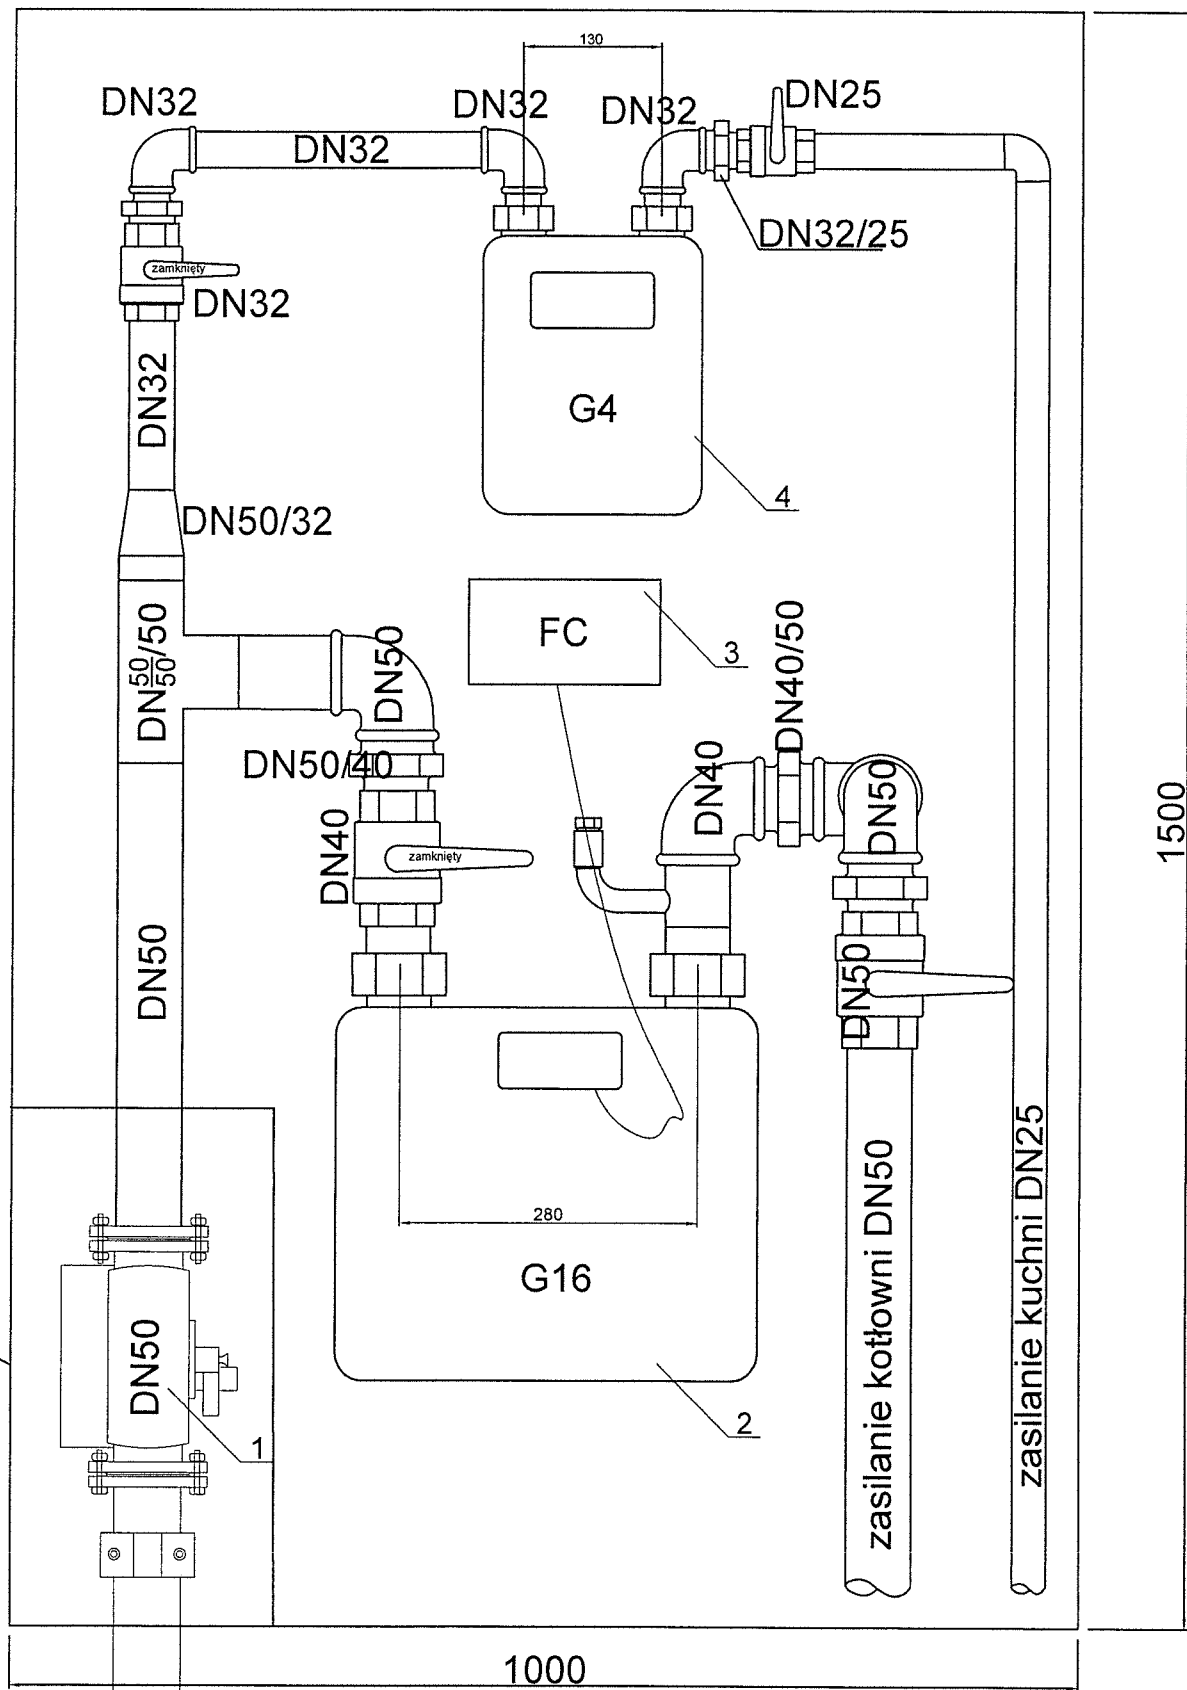 130
DN32
DN32
DN32
DN25
DN32
DN32/25
zamknięty
DN32
DN32
G4
4
DN50/32
DN50/50/50
FC
3
DN50
DN40/50
DN50/40
DN40
DN50
DN40
zamknięty
1500
DN50
DN50
280
G16
zasilanie kotłowni DN50
zasilanie kuchni DN25
DN50
1
2
1000